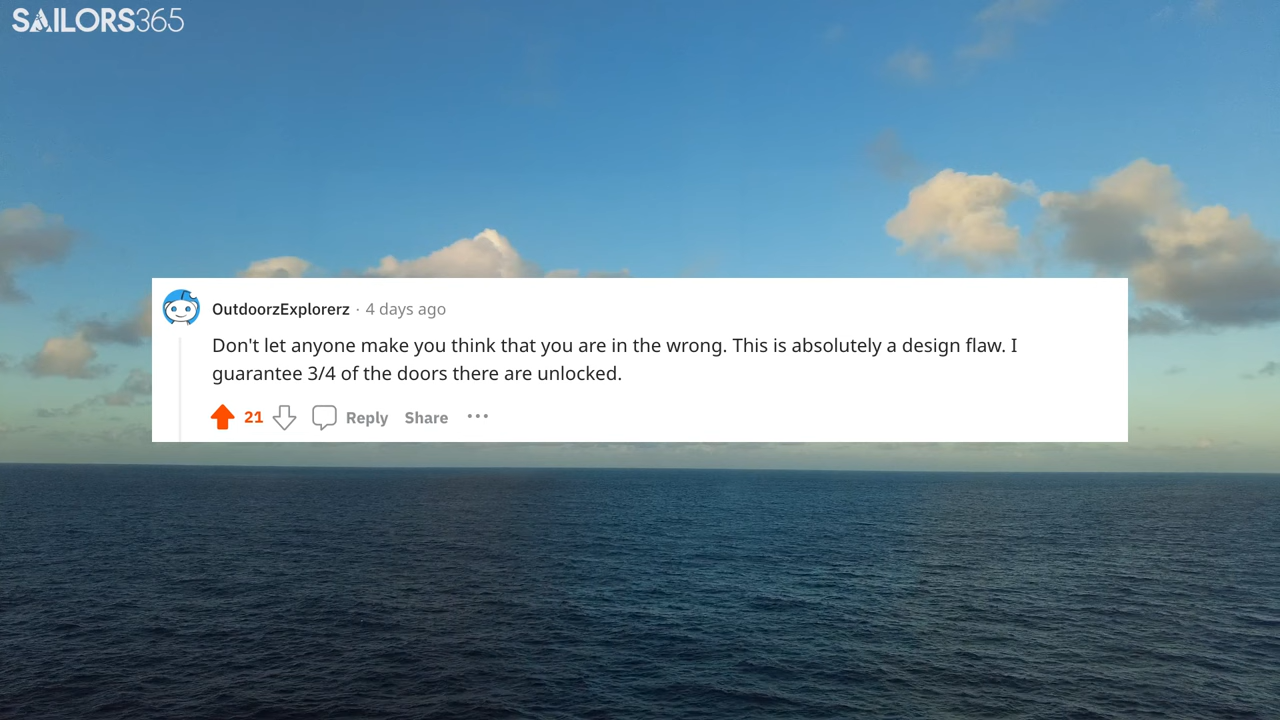 SAILORS365
OutdoorzExplorerz · 4 days ago
Don't let anyone make you think that you are in the wrong. This is absolutely a design flaw. I
guarantee 3/4 of the doors there are unlocked.
21 Reply Share ···